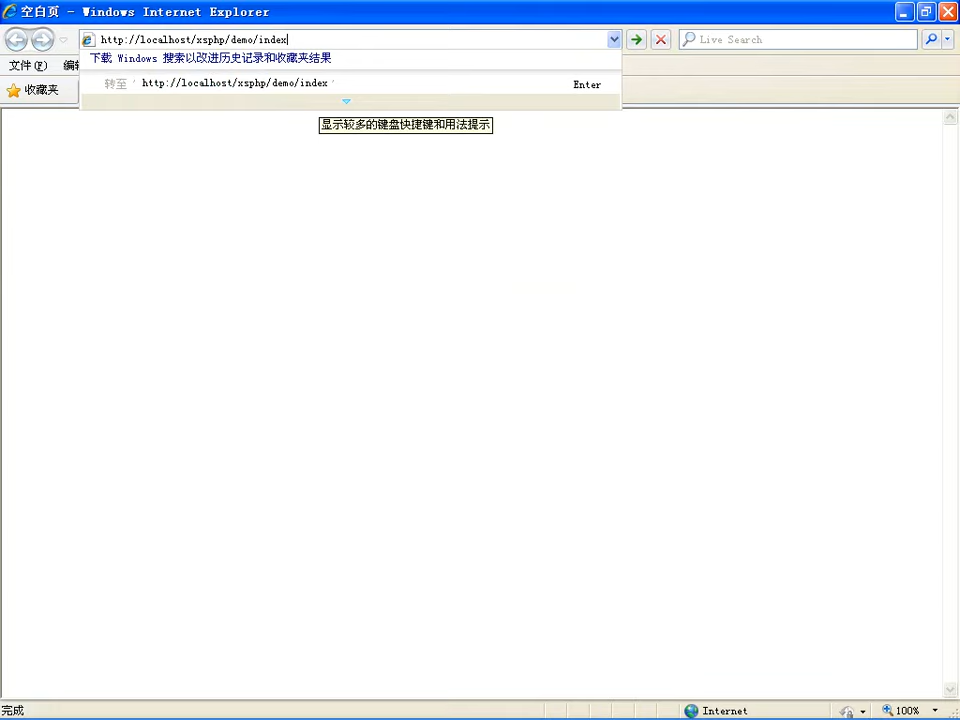 空白页 - Windows Internet Explorer
http://localhost/xsphp/demo/index
Live Search
下载 Windows 搜索以改进历史记录和收藏夹结果
文件(F) 编辑
转至 ' http://localhost/xsphp/demo/index ' Enter
收藏夹
显示较多的键盘快捷键和用法提示
完成 Internet 100%